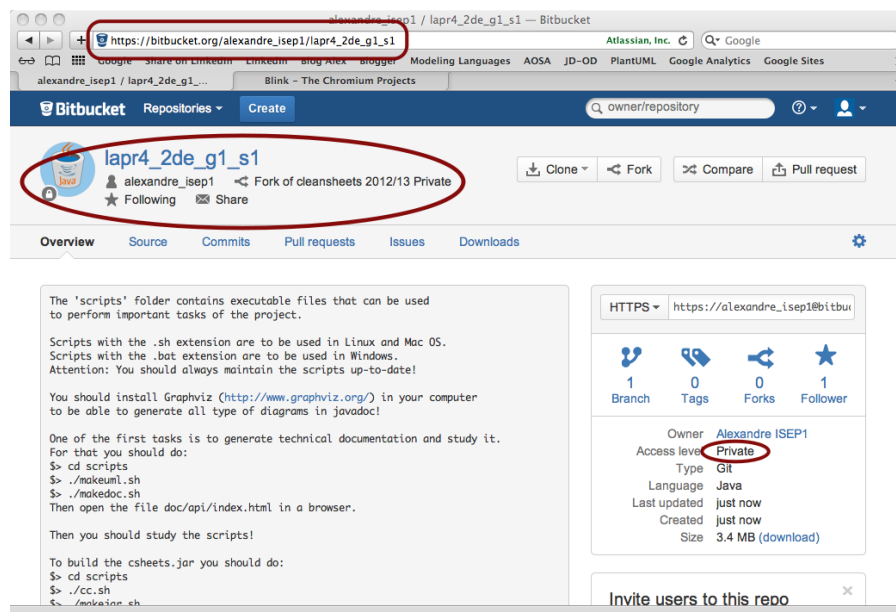 alexandre_isep1 / lapr4_2de_g1_s1 — Bitbucket
https://bitbucket.org/alexandre_isep1/lapr4_2de_g1_s1
Atlassian, Inc.
Google
Google Share on LinkedIn LinkedIn Blog Alex Blogger Modeling Languages AOSA JD-OD PlantUML Google Analytics Google Sites
alexandre_isep1 / lapr4_2de_g1_... Blink - The Chromium Projects
Bitbucket Repositories Create owner/repository
lapr4_2de_g1_s1
Java
alexandre_isep1 Fork of cleansheets 2012/13 Private
Following Share
Clone Fork Compare Pull request
Overview Source Commits Pull requests Issues Downloads
The 'scripts' folder contains executable files that can be used
to perform important tasks of the project.
Scripts with the .sh extension are to be used in Linux and Mac OS.
Scripts with the .bat extension are to be used in Windows.
Attention: You should always maintain the scripts up-to-date!
You should install Graphviz (http://www.graphviz.org/) in your computer
to be able to generate all type of diagrams in javadoc!
One of the first tasks is to generate technical documentation and study it.
For that you should do:
$> cd scripts
$> ./makeuml.sh
$> ./makedoc.sh
Then open the file doc/api/index.html in a browser.
Then you should study the scripts!
To build the csheets.jar you should do:
$> cd scripts
$> ./cc.sh
$> ./makejar.sh
HTTPS https://alexandre_isep1@bitbuc
1 0 0 1
Branch Tags Forks Follower
Owner Alexandre ISEP1
Access level Private
Type Git
Language Java
Last updated just now
Created just now
Size 3.4 MB (download)
Invite users to this repo